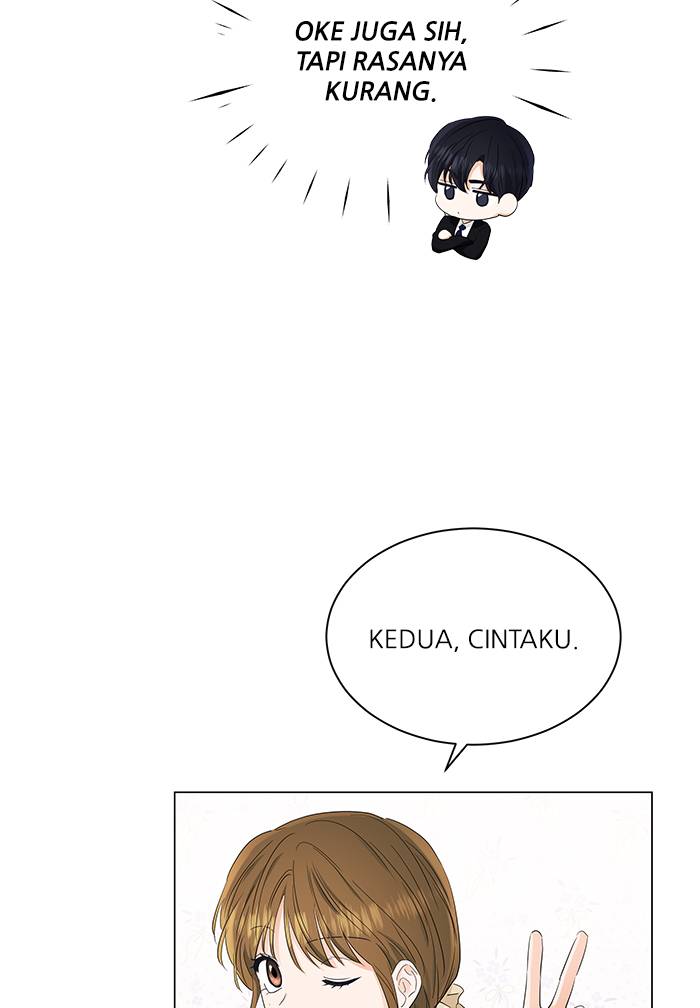 OKE JUGA SIH,
TAPI RASANYA
KURANG.
KEDUA, CINTAKU.